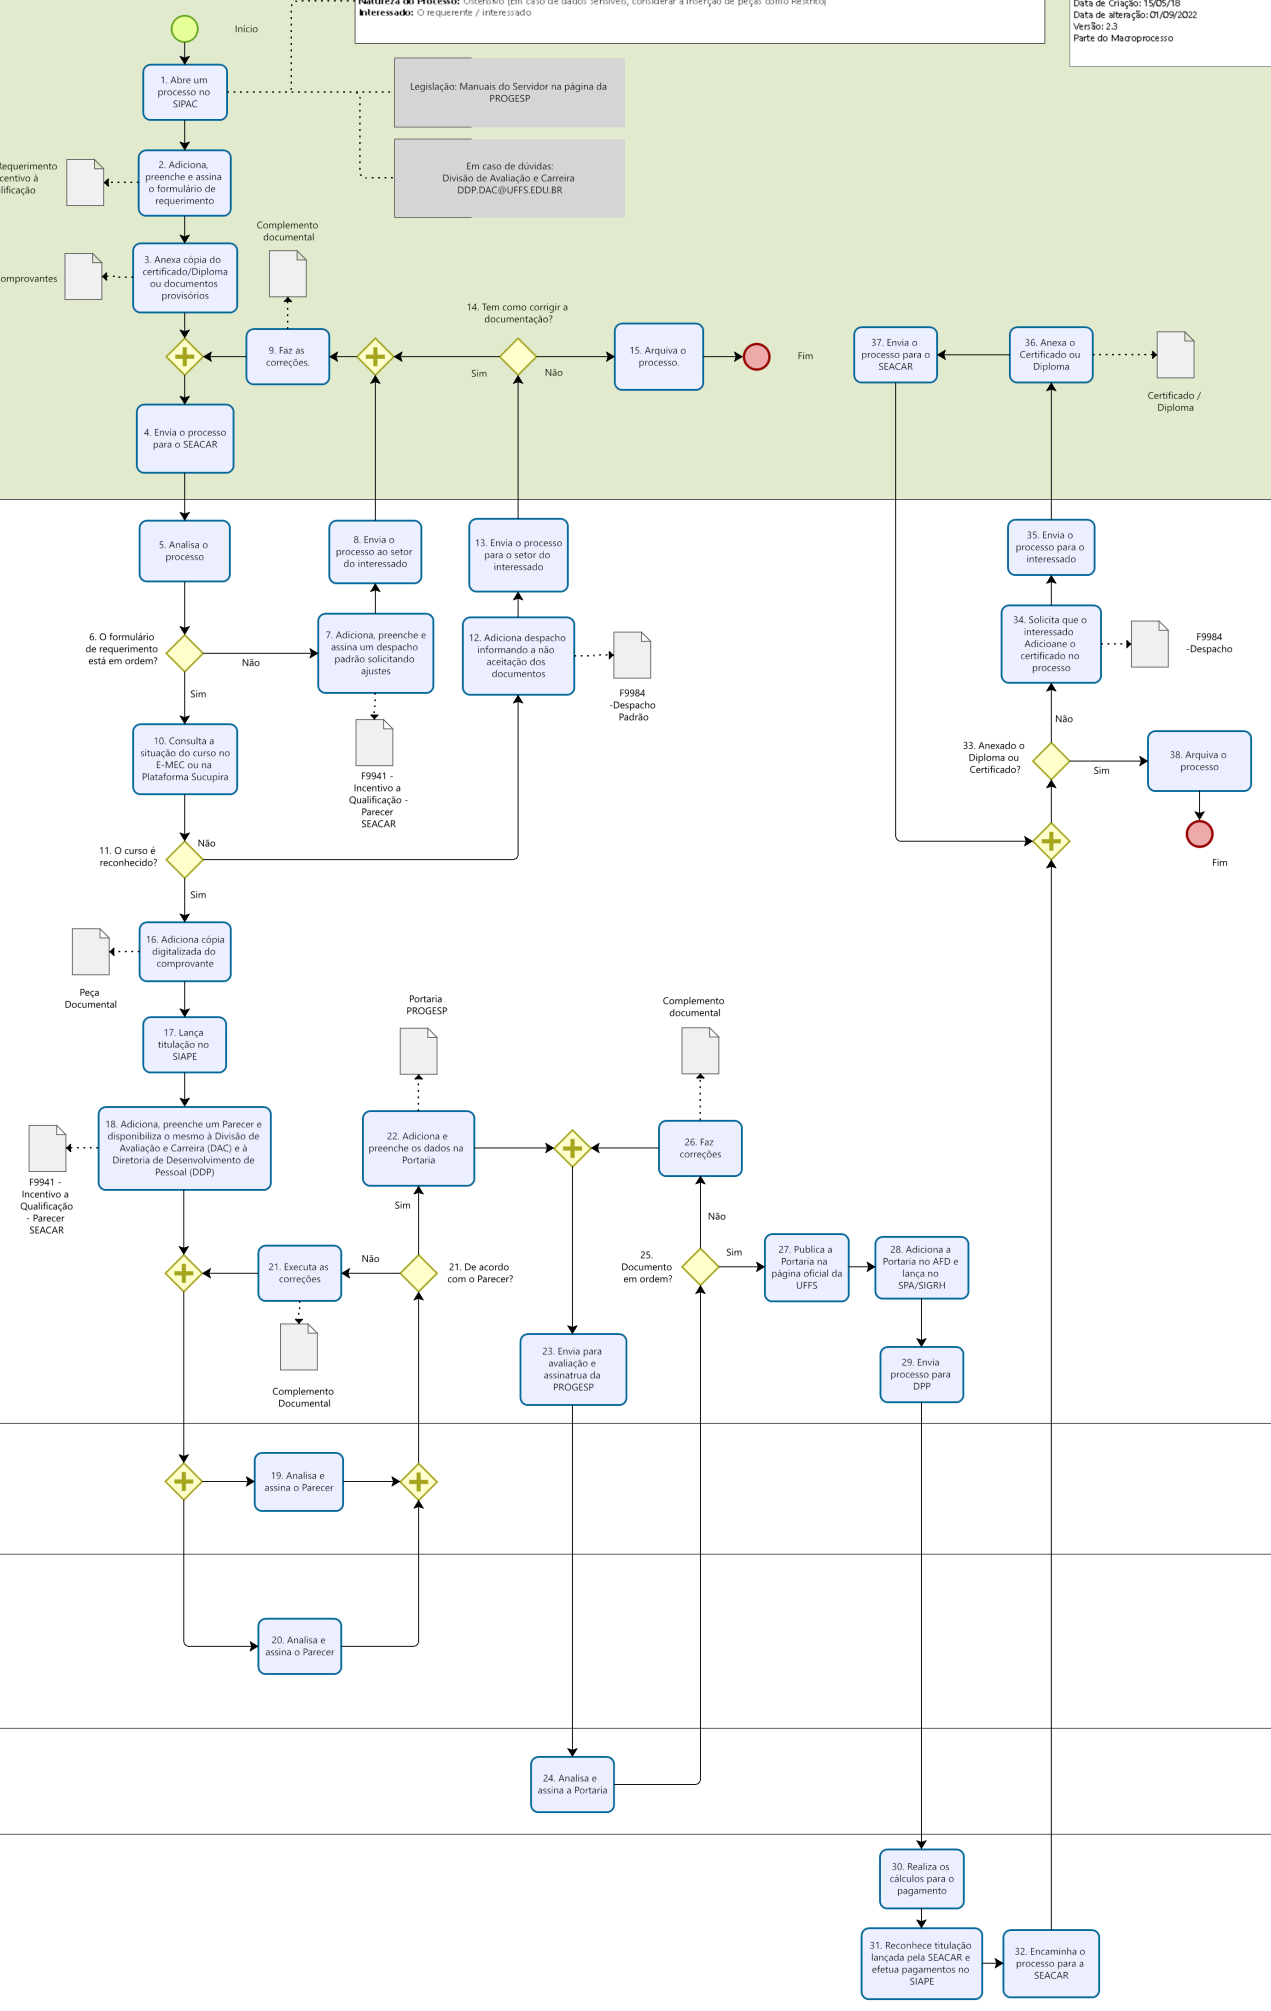 Natureza do Processo: Ostensivo (Em caso de dados sensíveis, considerar a inserção de peças como Restrito)
Interessado: O requerente / interessado
Data de Criação: 15/05/18
Data de alteração: 01/09/2022
Versão: 2.3
Parte do Macroprocesso
Início
1. Abre um
processo no
SIPAC
Legislação: Manuais do Servidor na página da
PROGESP
Em caso de dúvidas:
Divisão de Avaliação e Carreira
DDP.DAC@UFFS.EDU.BR
Requerimento
centivo à
lificação
2. Adiciona,
preenche e assina
o formulário de
requerimento
Complemento
documental
omprovantes
3. Anexa cópia do
certificado/Diploma
ou documentos
provisórios
14. Tem como corrigir a
documentação?
9. Faz as
correções.
Sim
Não
15. Arquiva o
processo.
Fim
37. Envia o
processo para o
SEACAR
36. Anexa o
Certificado ou
Diploma
Certificado /
Diploma
4. Envia o processo
para o SEACAR
5. Analisa o
processo
8. Envia o
processo ao setor
do interessado
13. Envia o processo
para o setor do
interessado
35. Envia o
processo para o
interessado
6. O formulário
de requerimento
está em ordem?
Não
Sim
7. Adiciona, preenche e
assina um despacho
padrão solicitando
ajustes
12. Adiciona despacho
informando a não
aceitação dos
documentos
F9984
-Despacho
Padrão
34. Solicita que o
interessado
Adicioane o
certificado no
processo
F9984
-Despacho
Não
10. Consulta a
situação do curso no
E-MEC ou na
Plataforma Sucupira
F9941 -
Incentivo a
Qualificação -
Parecer
SEACAR
33. Anexado o
Diploma ou
Certificado?
Sim
38. Arquiva o
processo
Fim
11. O curso é
reconhecido?
Não
Sim
16. Adiciona cópia
digitalizada do
comprovante
Peça
Documental
17. Lança
titulação no
SIAPE
Portaria
PROGESP
Complemento
documental
18. Adiciona, preenche um Parecer e
disponibiliza o mesmo à Divisão de
Avaliação e Carreira (DAC) e à
Diretoria de Desenvolvimento de
Pessoal (DDP)
F9941 -
Incentivo a
Qualificação
- Parecer
SEACAR
22. Adiciona e
preenche os dados na
Portaria
26. Faz
correções
Sim
Não
21. Executa as
correções
Não
21. De acordo
com o Parecer?
Complemento
Documental
25.
Documento
em ordem?
Sim
27. Publica a
Portaria na
página oficial da
UFFS
28. Adiciona a
Portaria no AFD e
lança no
SPA/SIGRH
23. Envia para
avaliação e
assinatrua da
PROGESP
29. Envia
processo para
DPP
19. Analisa e
assina o Parecer
20. Analisa e
assina o Parecer
24. Analisa e
assina a Portaria
30. Realiza os
cálculos para o
pagamento
31. Reconhece titulação
lançada pela SEACAR e
efetua pagamentos no
SIAPE
32. Encaminha o
processo para a
SEACAR